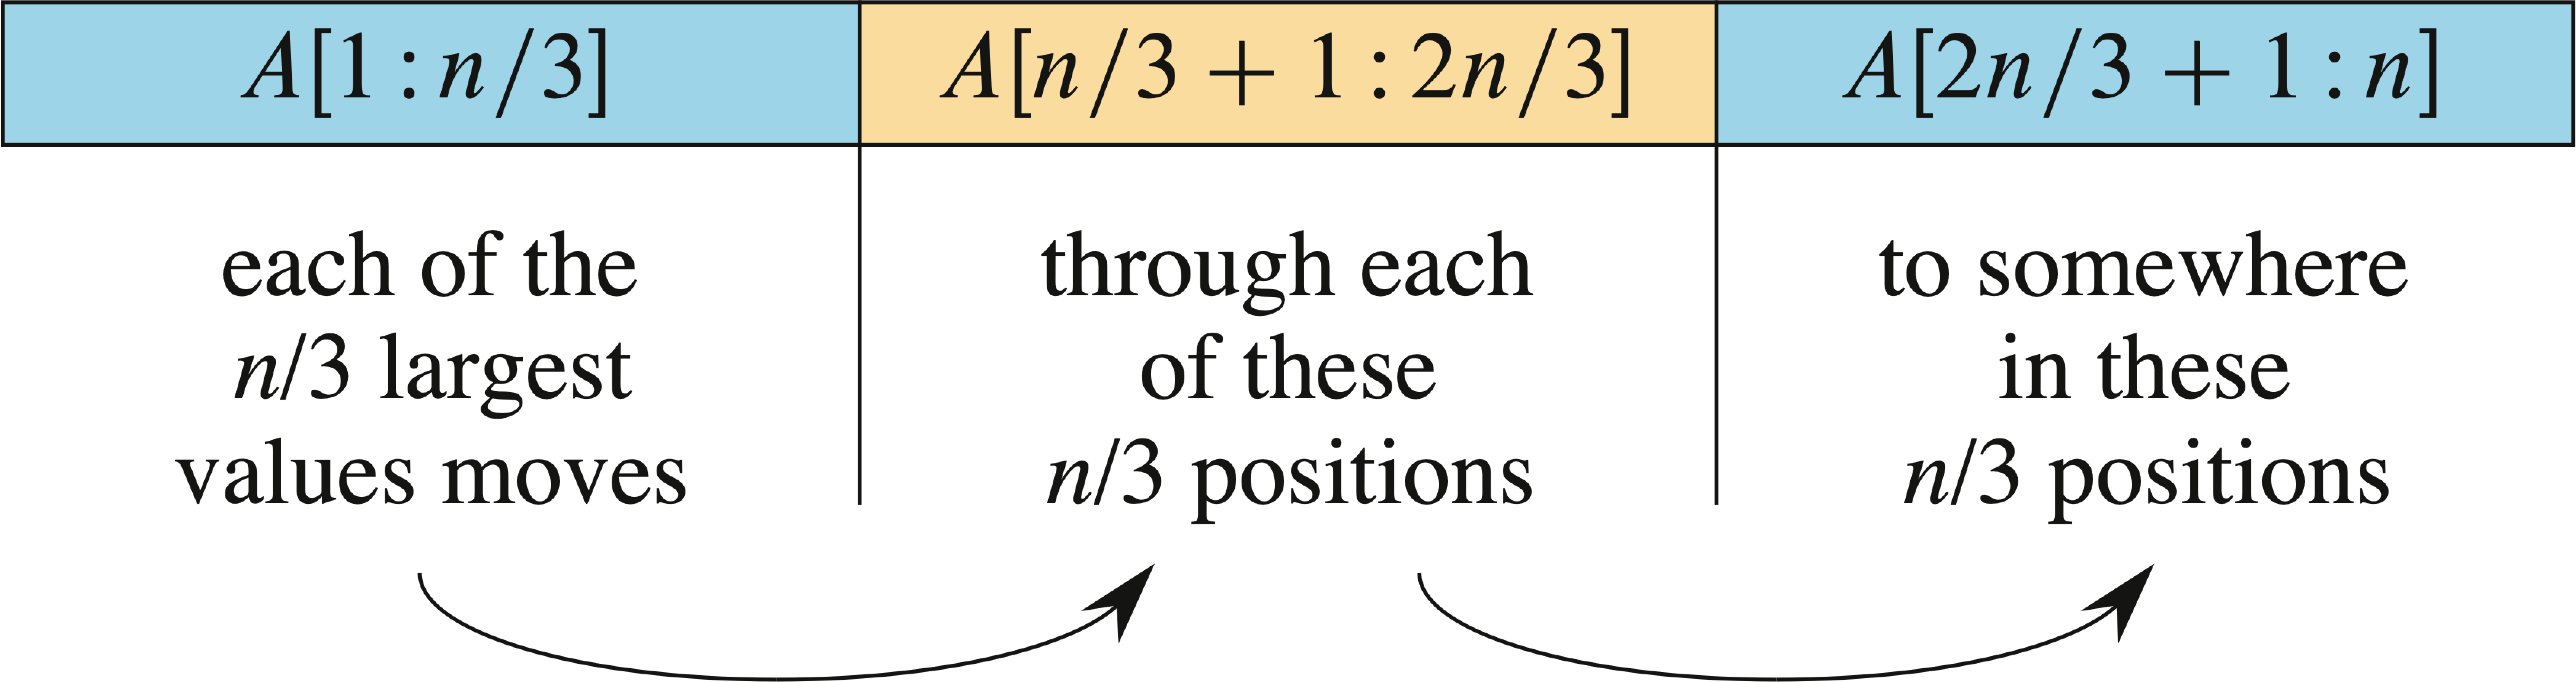 A[1 : n/3]
A[n/3 + 1 : 2n/3]
A[2n/3 + 1 : n]
each of the
n/3 largest
values moves
through each
of these
n/3 positions
to somewhere
in these
n/3 positions